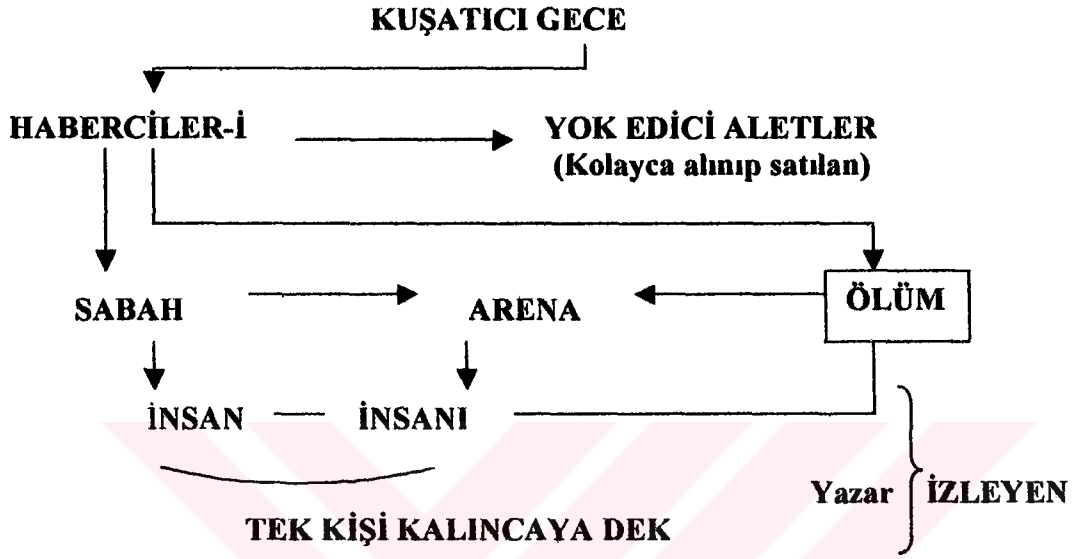 KUŞATICI GECE
HABERCİLER-İ YOK EDİCİ ALETLER
(Kolayca alınıp satılan)
SABAH ARENA ÖLÜM
İNSAN İNSANI
Yazar İZLEYEN
TEK KİŞİ KALINCAYA DEK